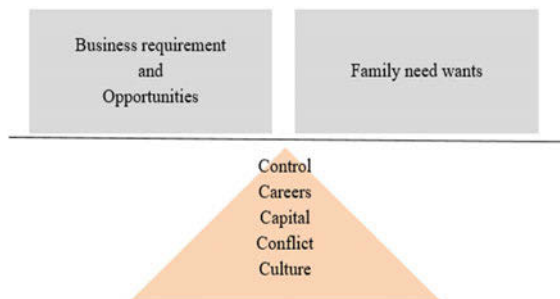 Business requirement
and
Opportunities
Family need wants
Control
Careers
Capital
Conflict
Culture